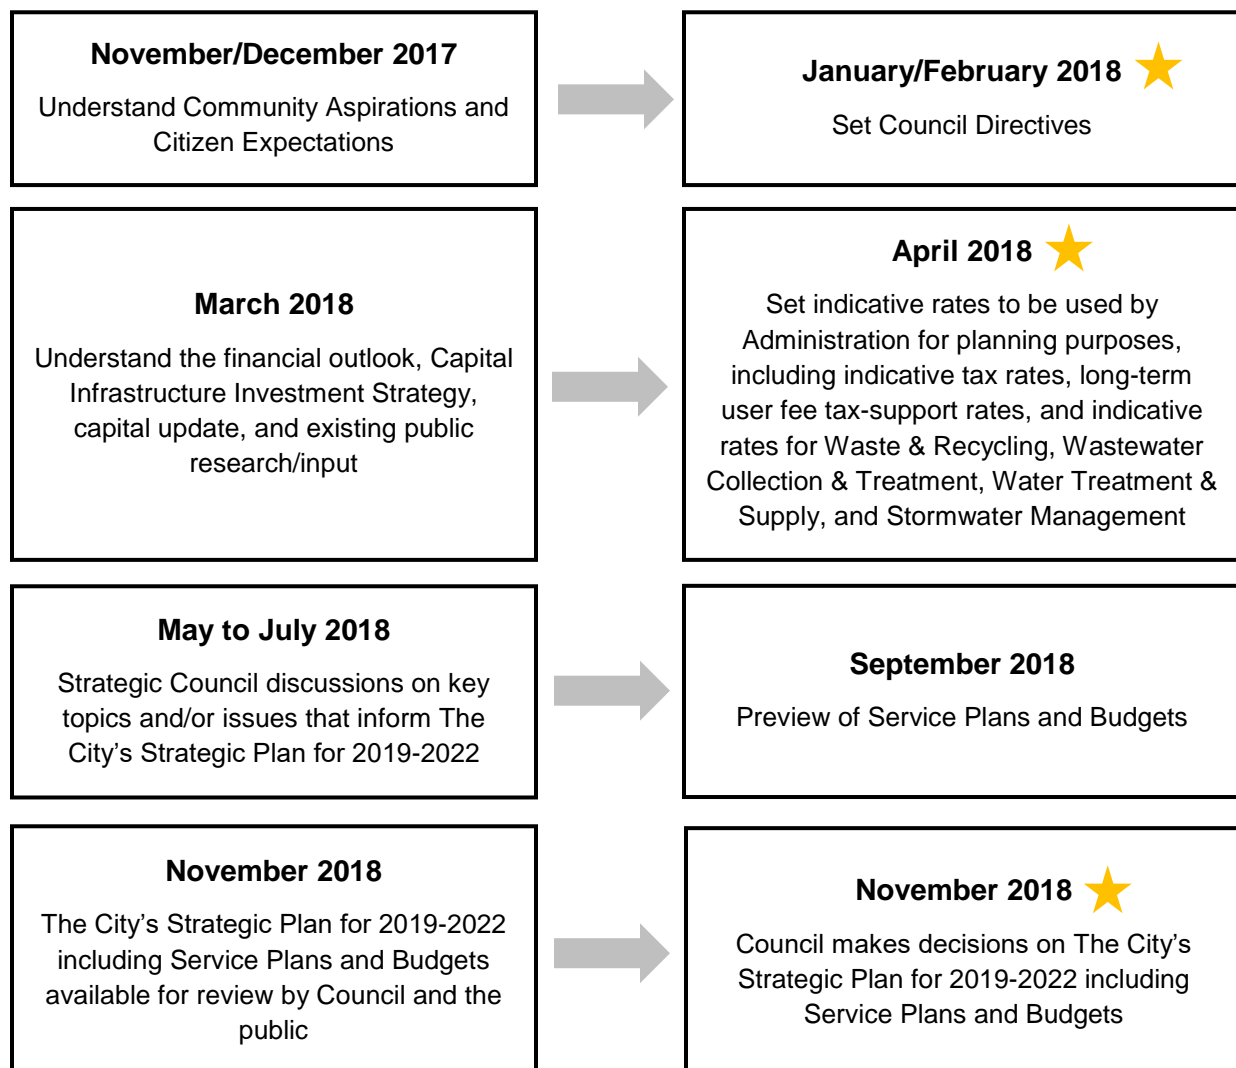 November/December 2017
Understand Community Aspirations and
Citizen Expectations
January/February 2018
Set Council Directives
March 2018
Understand the financial outlook, Capital
Infrastructure Investment Strategy,
capital update, and existing public
research/input
April 2018
Set indicative rates to be used by
Administration for planning purposes,
including indicative tax rates, long-term
user fee tax-support rates, and indicative
rates for Waste & Recycling, Wastewater
Collection & Treatment, Water Treatment &
Supply, and Stormwater Management
May to July 2018
Strategic Council discussions on key
topics and/or issues that inform The
City’s Strategic Plan for 2019-2022
September 2018
Preview of Service Plans and Budgets
November 2018
The City’s Strategic Plan for 2019-2022
including Service Plans and Budgets
available for review by Council and the
public
November 2018
Council makes decisions on The City’s
Strategic Plan for 2019-2022 including
Service Plans and Budgets